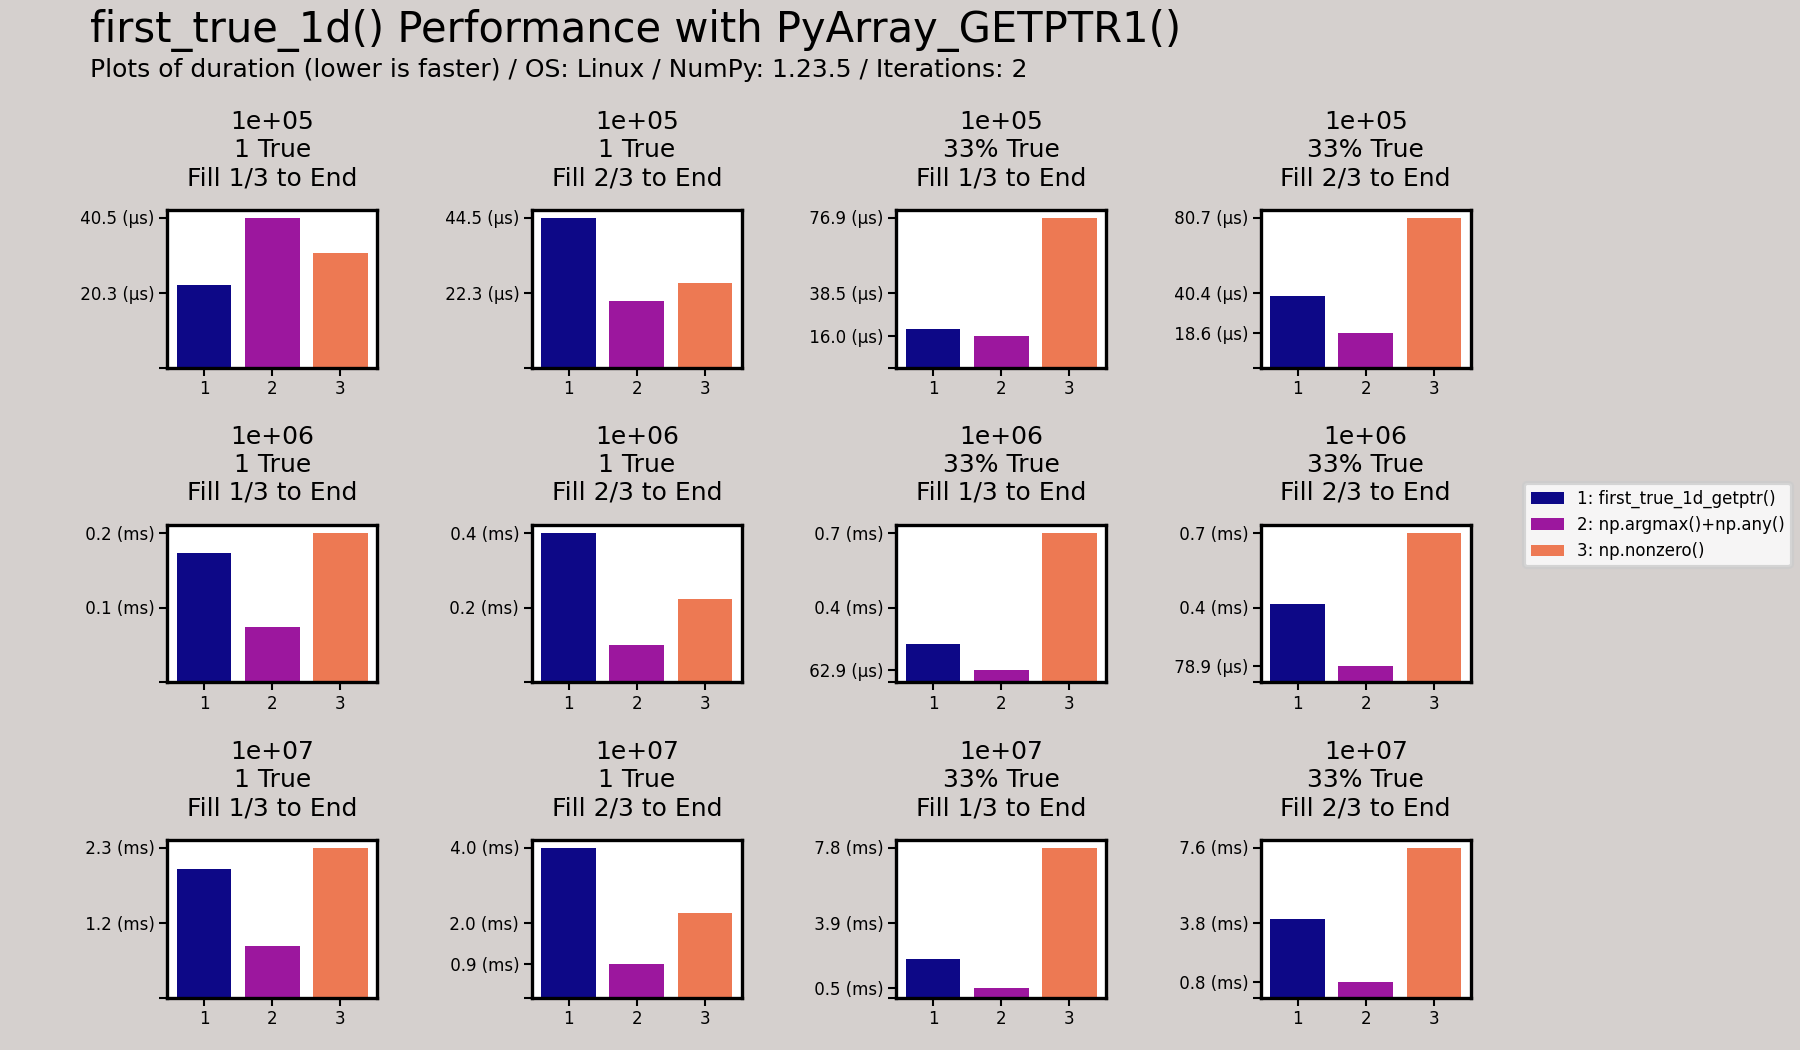 first_true_1d() Performance with PyArray_GETPTR1()
Plots of duration (lower is faster) / OS: Linux / NumPy: 1.23.5 / Iterations: 2
1e+05
1 True
Fill 1/3 to End
40.5 (µs)
20.3 (µs)
1 2 3
1e+05
1 True
Fill 2/3 to End
44.5 (µs)
22.3 (µs)
1 2 3
1e+05
33% True
Fill 1/3 to End
76.9 (µs)
38.5 (µs)
16.0 (µs)
1 2 3
1e+05
33% True
Fill 2/3 to End
80.7 (µs)
40.4 (µs)
18.6 (µs)
1 2 3
1e+06
1 True
Fill 1/3 to End
0.2 (ms)
0.1 (ms)
1 2 3
1e+06
1 True
Fill 2/3 to End
0.4 (ms)
0.2 (ms)
1 2 3
1e+06
33% True
Fill 1/3 to End
0.7 (ms)
0.4 (ms)
62.9 (µs)
1 2 3
1e+06
33% True
Fill 2/3 to End
0.7 (ms)
0.4 (ms)
78.9 (µs)
1 2 3
1: first_true_1d_getptr()
2: np.argmax()+np.any()
3: np.nonzero()
1e+07
1 True
Fill 1/3 to End
2.3 (ms)
1.2 (ms)
1 2 3
1e+07
1 True
Fill 2/3 to End
4.0 (ms)
2.0 (ms)
0.9 (ms)
1 2 3
1e+07
33% True
Fill 1/3 to End
7.8 (ms)
3.9 (ms)
0.5 (ms)
1 2 3
1e+07
33% True
Fill 2/3 to End
7.6 (ms)
3.8 (ms)
0.8 (ms)
1 2 3